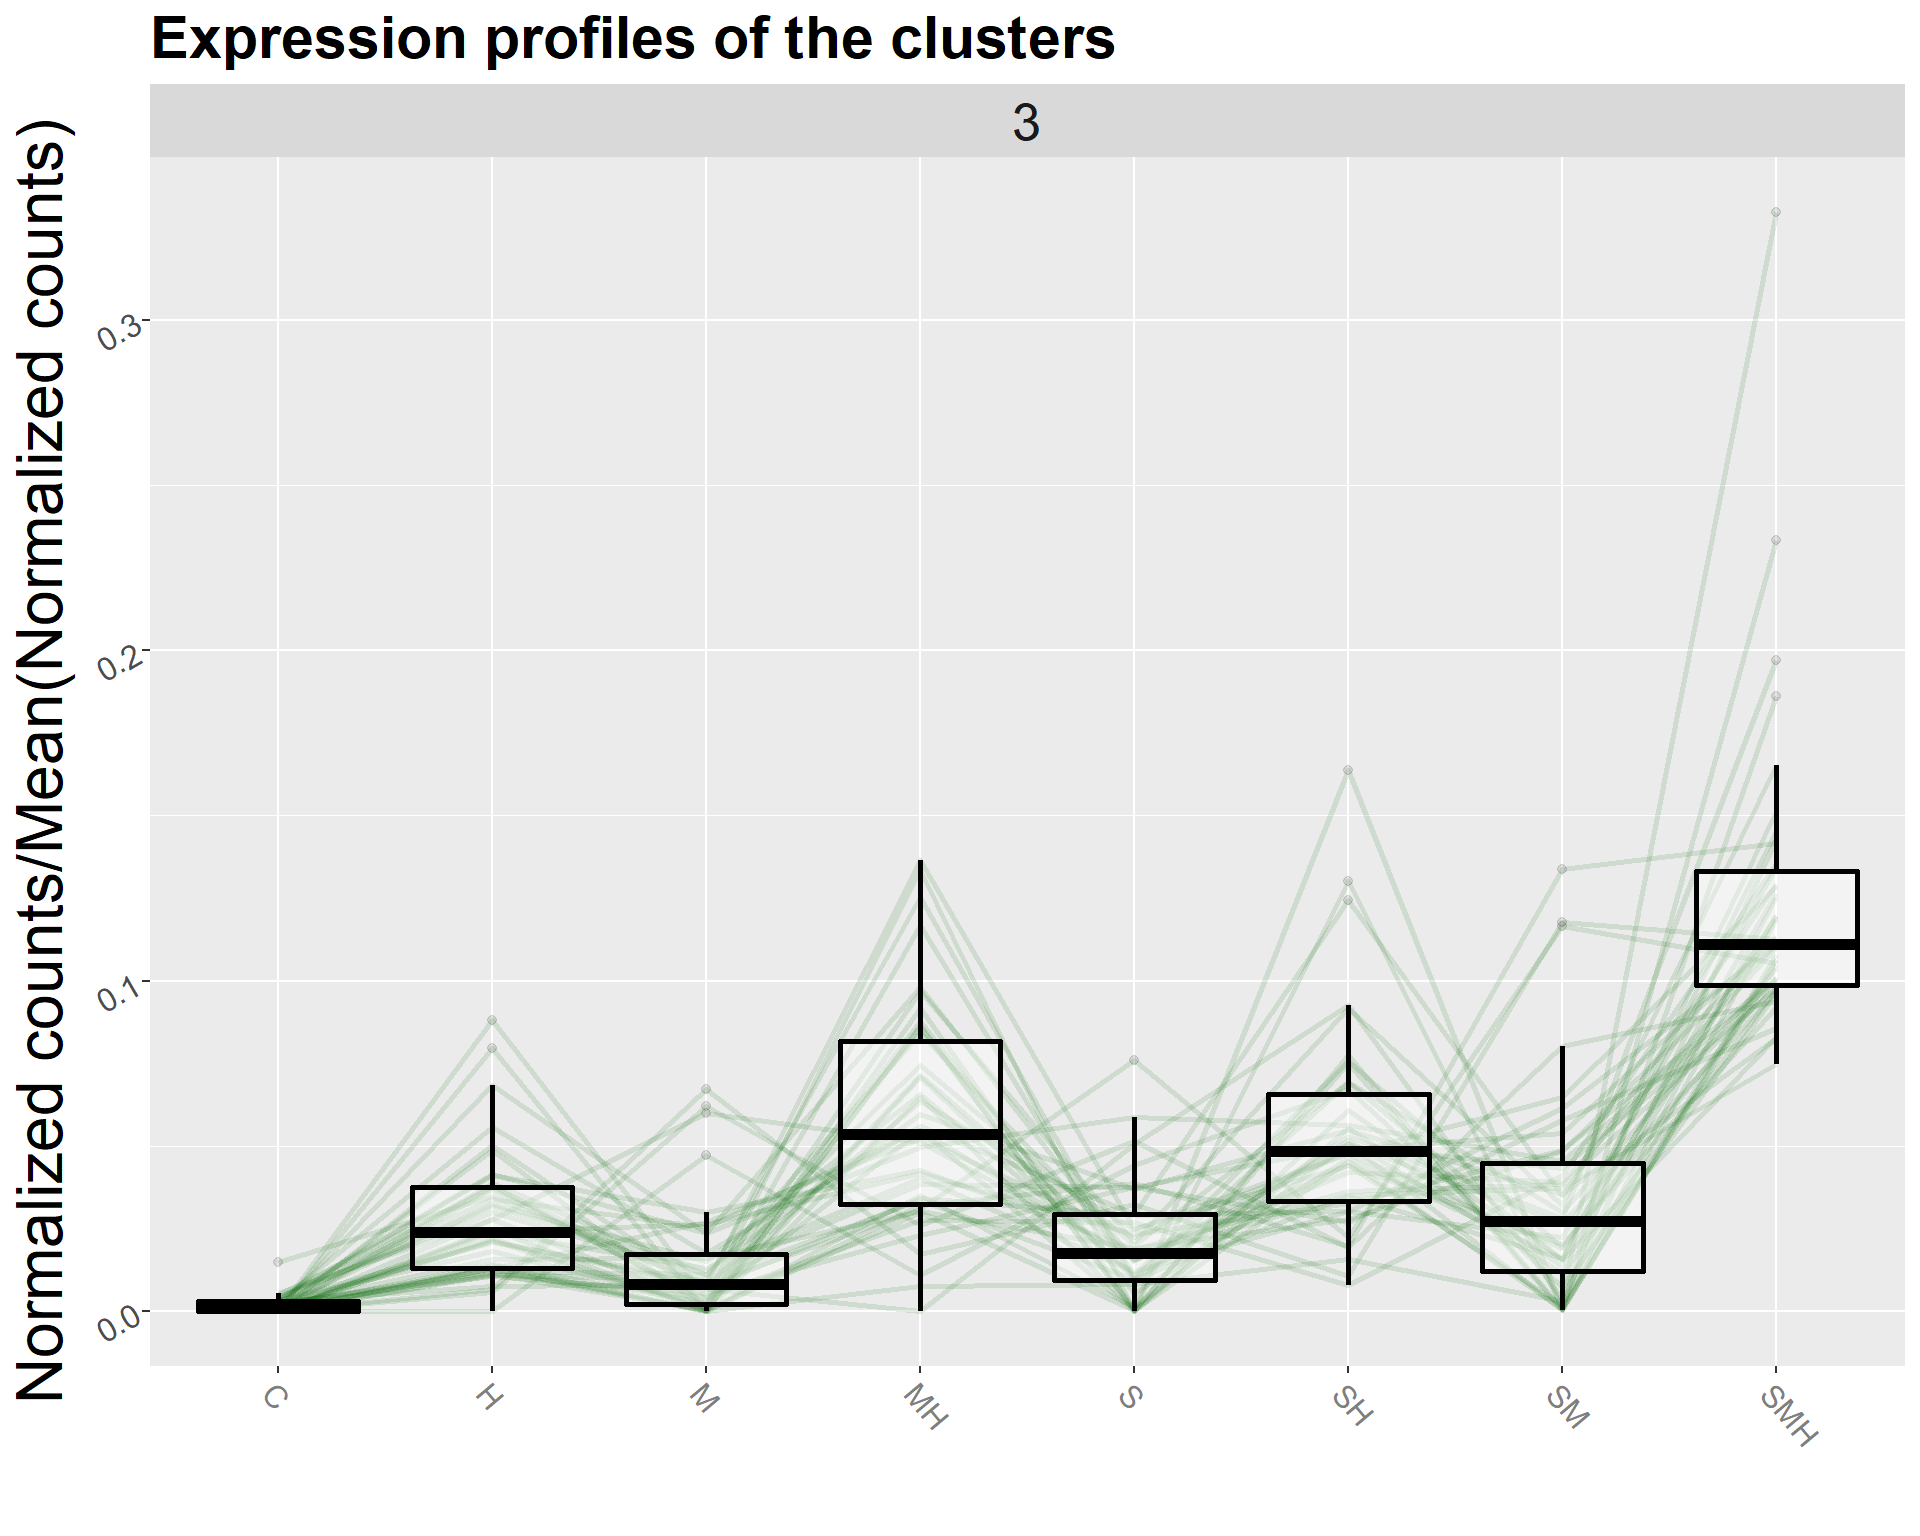 Expression profiles of the clusters
3
Normalized counts/Mean(Normalized counts)
0.3
0.2
0.1
0.0
C
H
M
MH
S
SH
SM
SMH